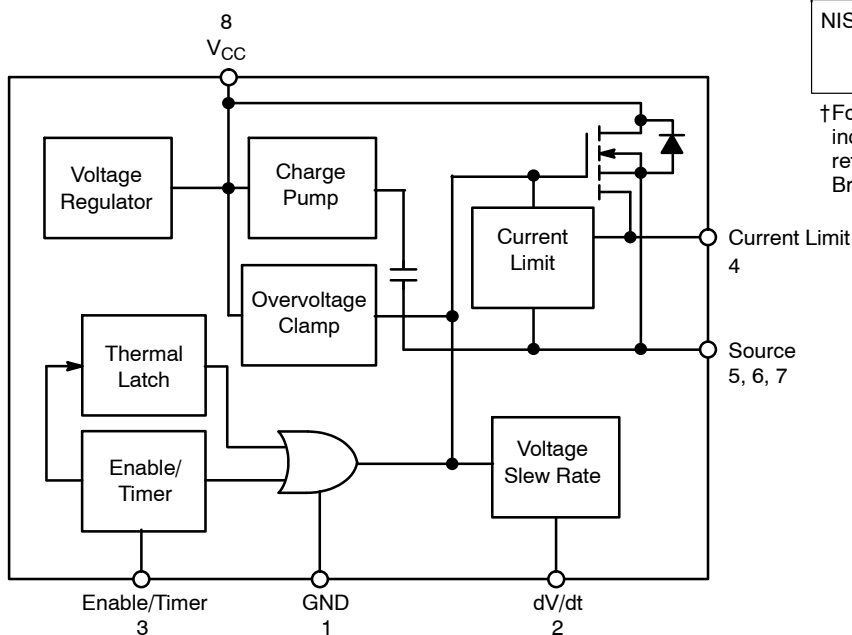 8
VCC
NIS
†Fo
inc
ref
Br
Voltage
Regulator
Charge
Pump
Current
Limit
Current Limit
4
Overvoltage
Clamp
Thermal
Latch
Source
5, 6, 7
Enable/
Timer
Voltage
Slew Rate
Enable/Timer
3
GND
1
dV/dt
2